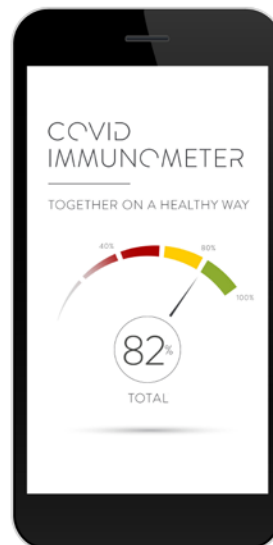 COVID
IMMUNOMETER
TOGETHER ON A HEALTHY WAY
40%
80%
100%
82%
TOTAL